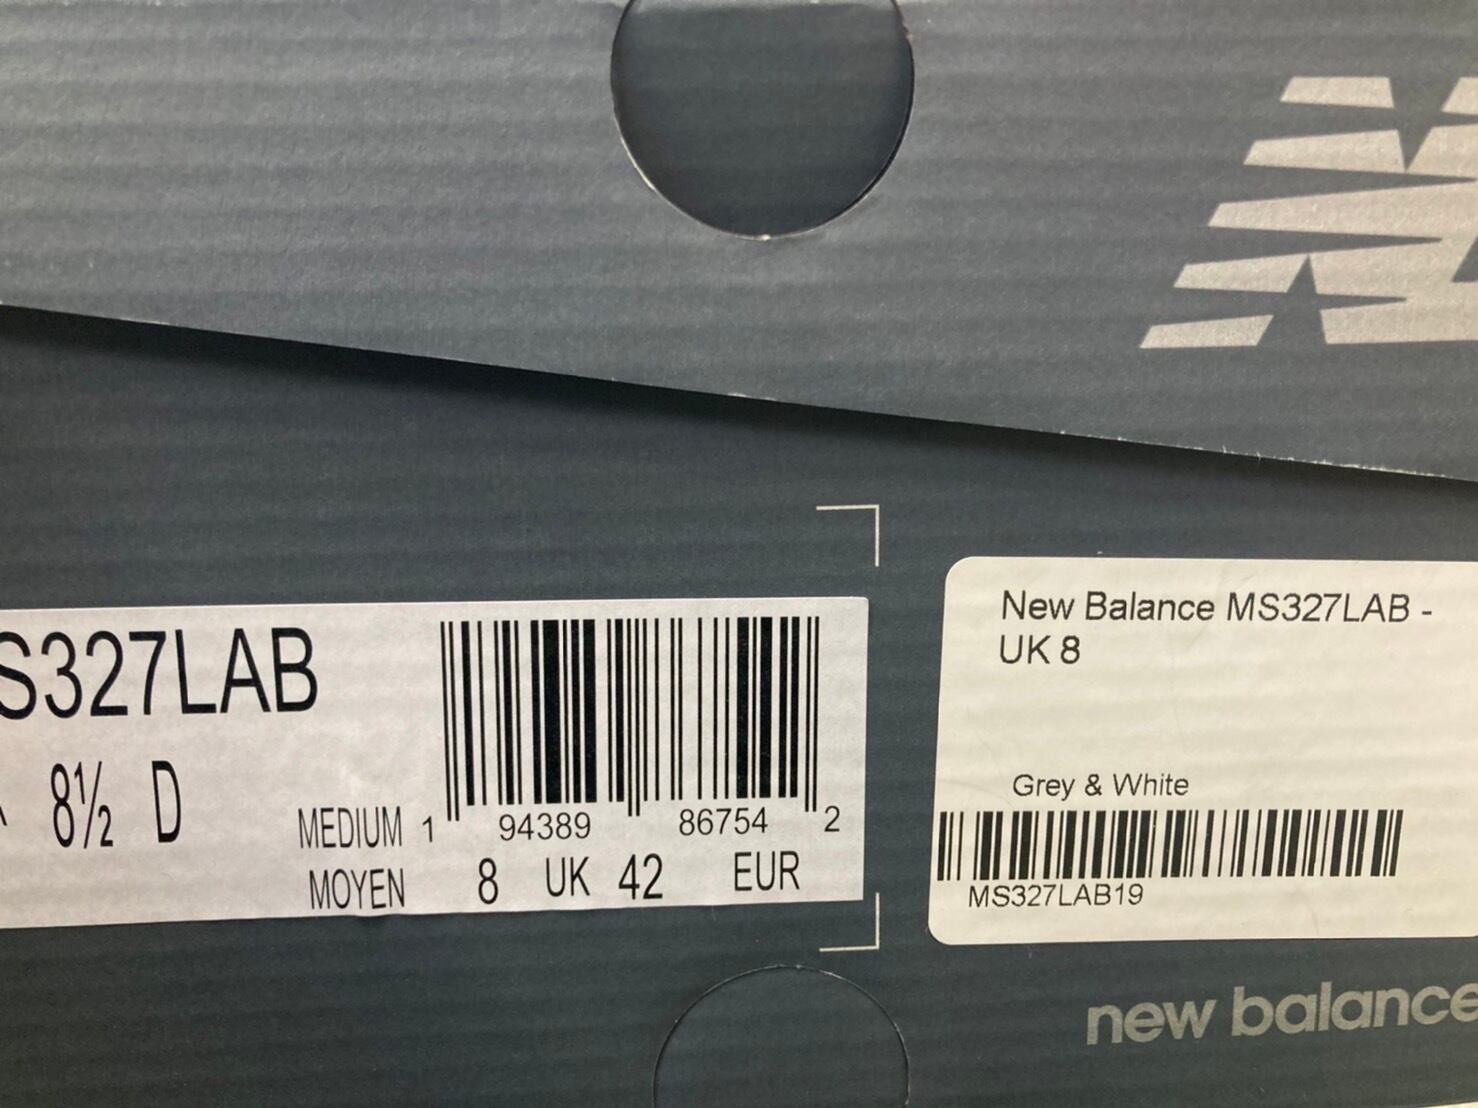 S327LAB
8½ D
MEDIUM
MOYEN
1 94389 86754 2
8 UK 42 EUR
New Balance MS327LAB -
UK 8
Grey & White
MS327LAB19
new balance